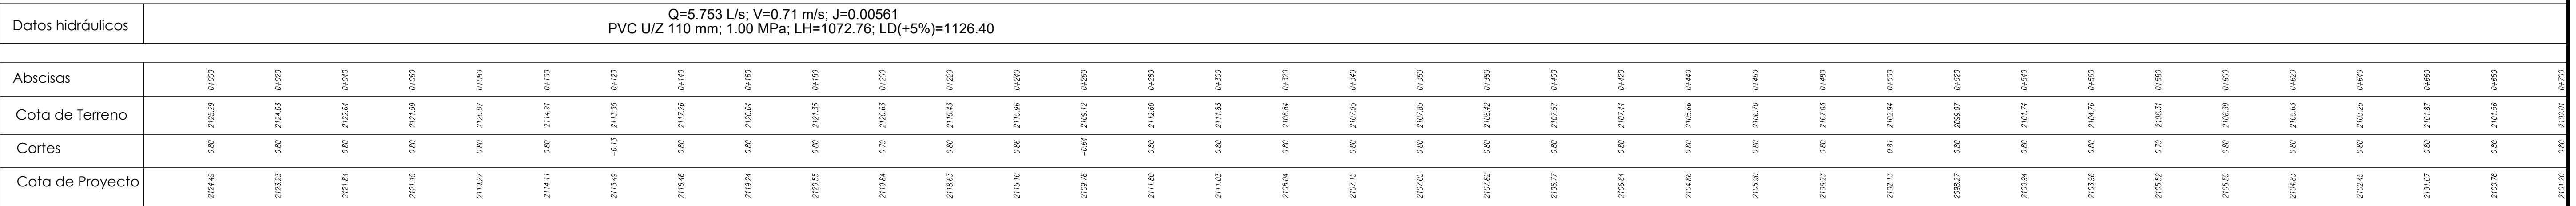 Datos hidráulicos
Q=5.753 L/s; V=0.71 m/s; J=0.00561
PVC U/Z 110 mm; 1.00 MPa; LH=1072.76; LD(+5%)=1126.40
Abscisas 0+000 0+020 0+040 0+060 0+080 0+100 0+120 0+140 0+160 0+180 0+200 0+220 0+240 0+260 0+280 0+300 0+320 0+340 0+360 0+380 0+400 0+420 0+440 0+460 0+480 0+500 0+520 0+540 0+560 0+580 0+600 0+620 0+640 0+660 0+680 0+700
Cota de Terreno 2125.29 2124.03 2122.64 2121.99 2120.07 2114.91 2113.35 2117.26 2120.04 2121.35 2120.63 2119.43 2115.96 2109.12 2112.60 2111.83 2108.84 2107.95 2107.85 2108.42 2107.57 2107.44 2105.66 2106.70 2107.03 2102.94 2099.07 2101.74 2104.76 2106.31 2106.39 2105.63 2103.25 2101.87 2101.56 2102.01
Cortes 0.80 0.80 0.80 0.80 0.80 0.80 -0.13 0.80 0.80 0.80 0.79 0.80 0.86 -0.64 0.80 0.80 0.80 0.80 0.80 0.80 0.80 0.80 0.80 0.80 0.80 0.81 0.80 0.80 0.80 0.79 0.80 0.80 0.80 0.80 0.80 0.80
Cota de Proyecto 2124.49 2123.23 2121.84 2121.19 2119.27 2114.11 2113.49 2116.46 2119.24 2120.55 2119.84 2118.63 2115.10 2109.76 2111.80 2111.03 2108.04 2107.15 2107.05 2107.62 2106.77 2106.64 2104.86 2105.90 2106.23 2102.13 2098.27 2100.94 2103.96 2105.52 2105.59 2104.83 2102.45 2101.07 2100.76 2101.20